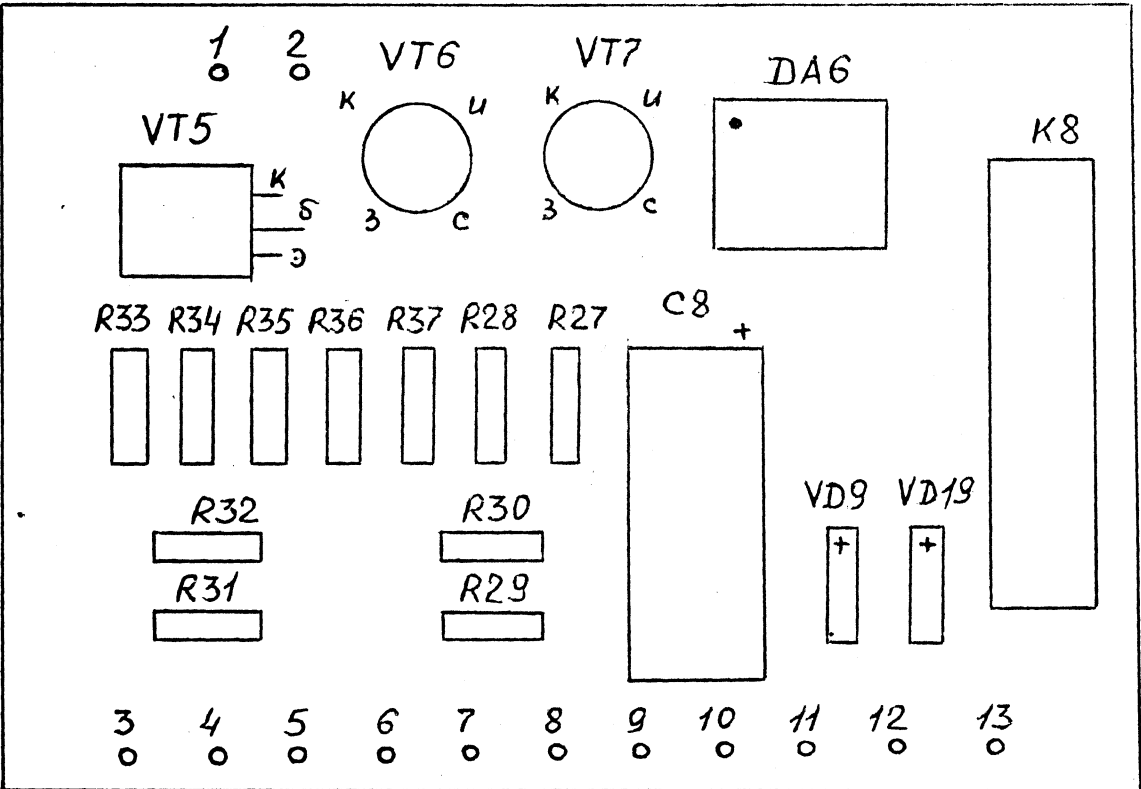 1 2
VT6 VT7 DA6
к и к и
VT5 K8
к
б
э
з с з с
R33 R34 R35 R36 R37 R28 R27 C8
+
R32 R30 VD9 VD19
+ +
R31 R29
3 4 5 6 7 8 9 10 11 12 13